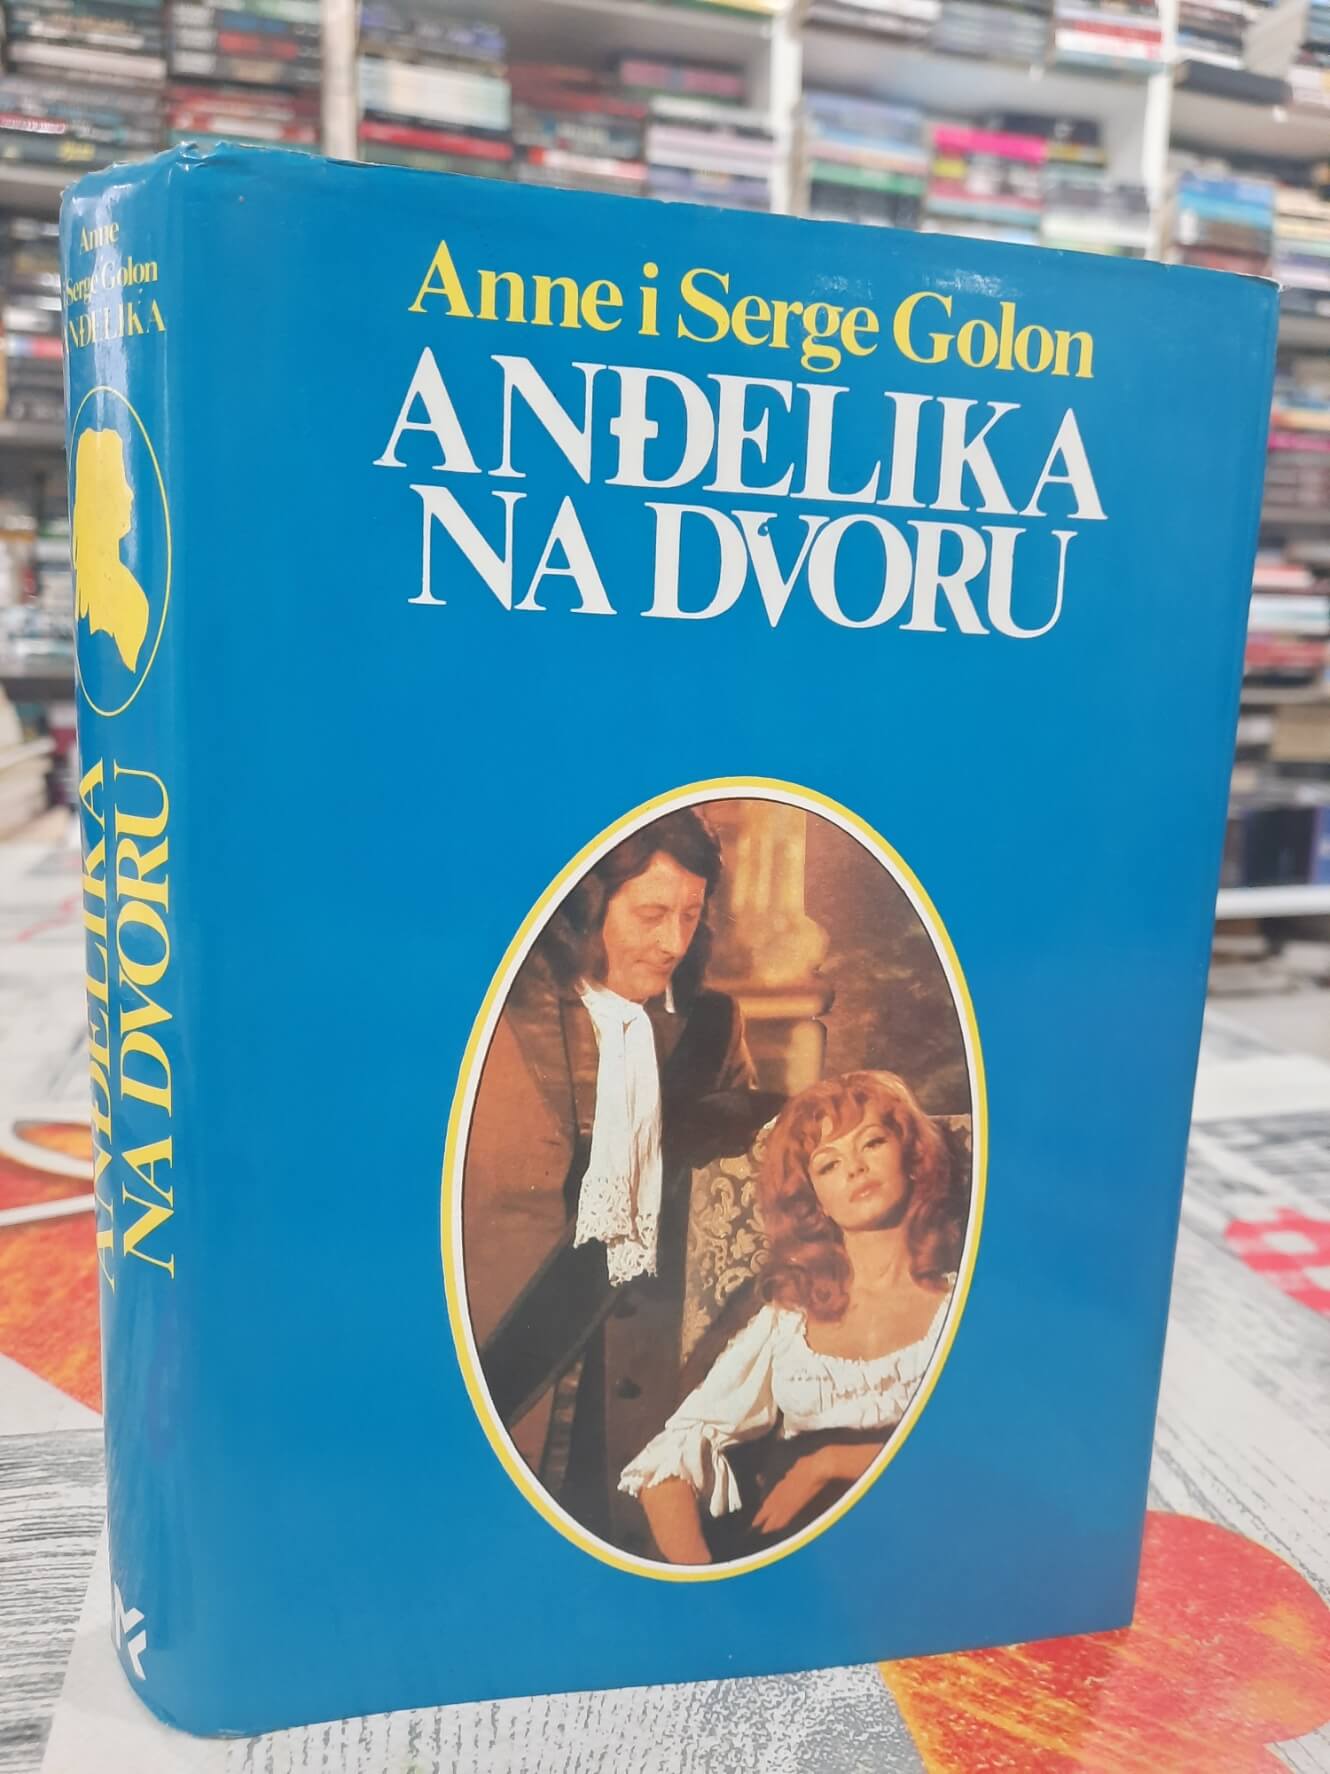 Anne i Serge Golon
ANĐELIKA
NA DVORU
Anne
Serge Golon
ANĐELIKA
ANĐELIKA
NA DVORU